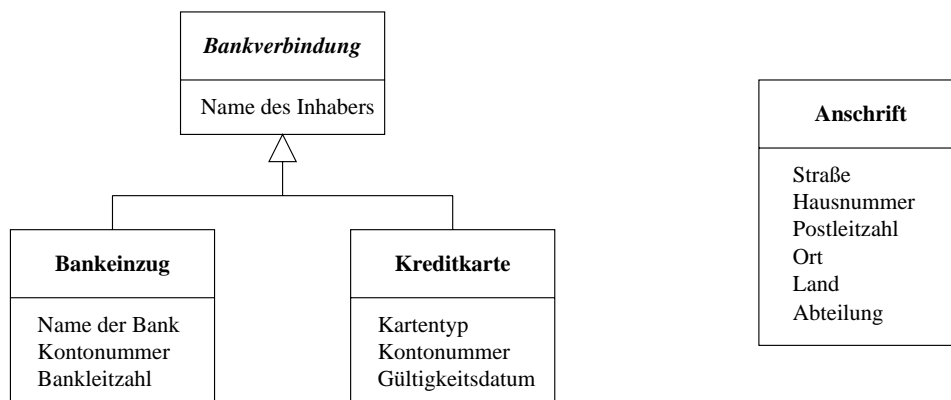 Bankverbindung
Name des Inhabers
Bankeinzug
Name der Bank
Kontonummer
Bankleitzahl
Kreditkarte
Kartentyp
Kontonummer
Gültigkeitsdatum
Anschrift
Straße
Hausnummer
Postleitzahl
Ort
Land
Abteilung